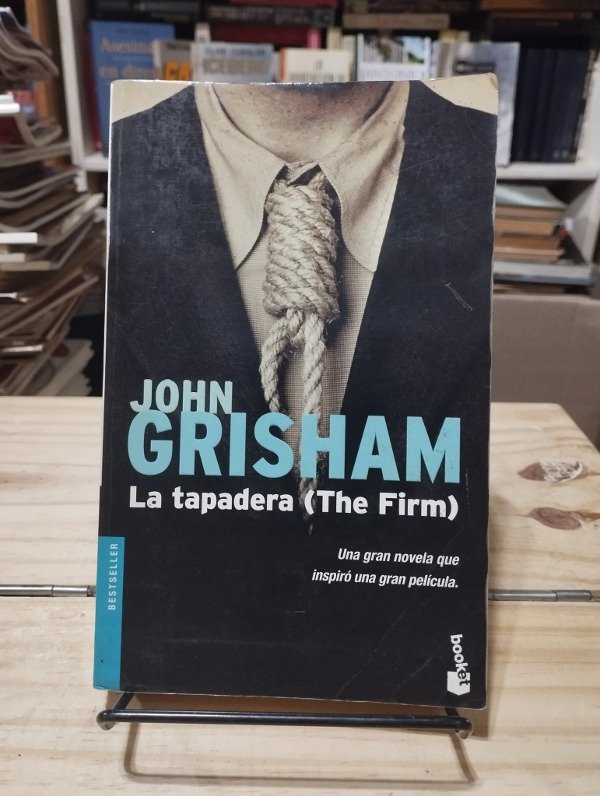 JOHN
GRISHAM
La tapadera (The Firm)
Una gran novela que
inspiró una gran película.
BESTSELLER
booket